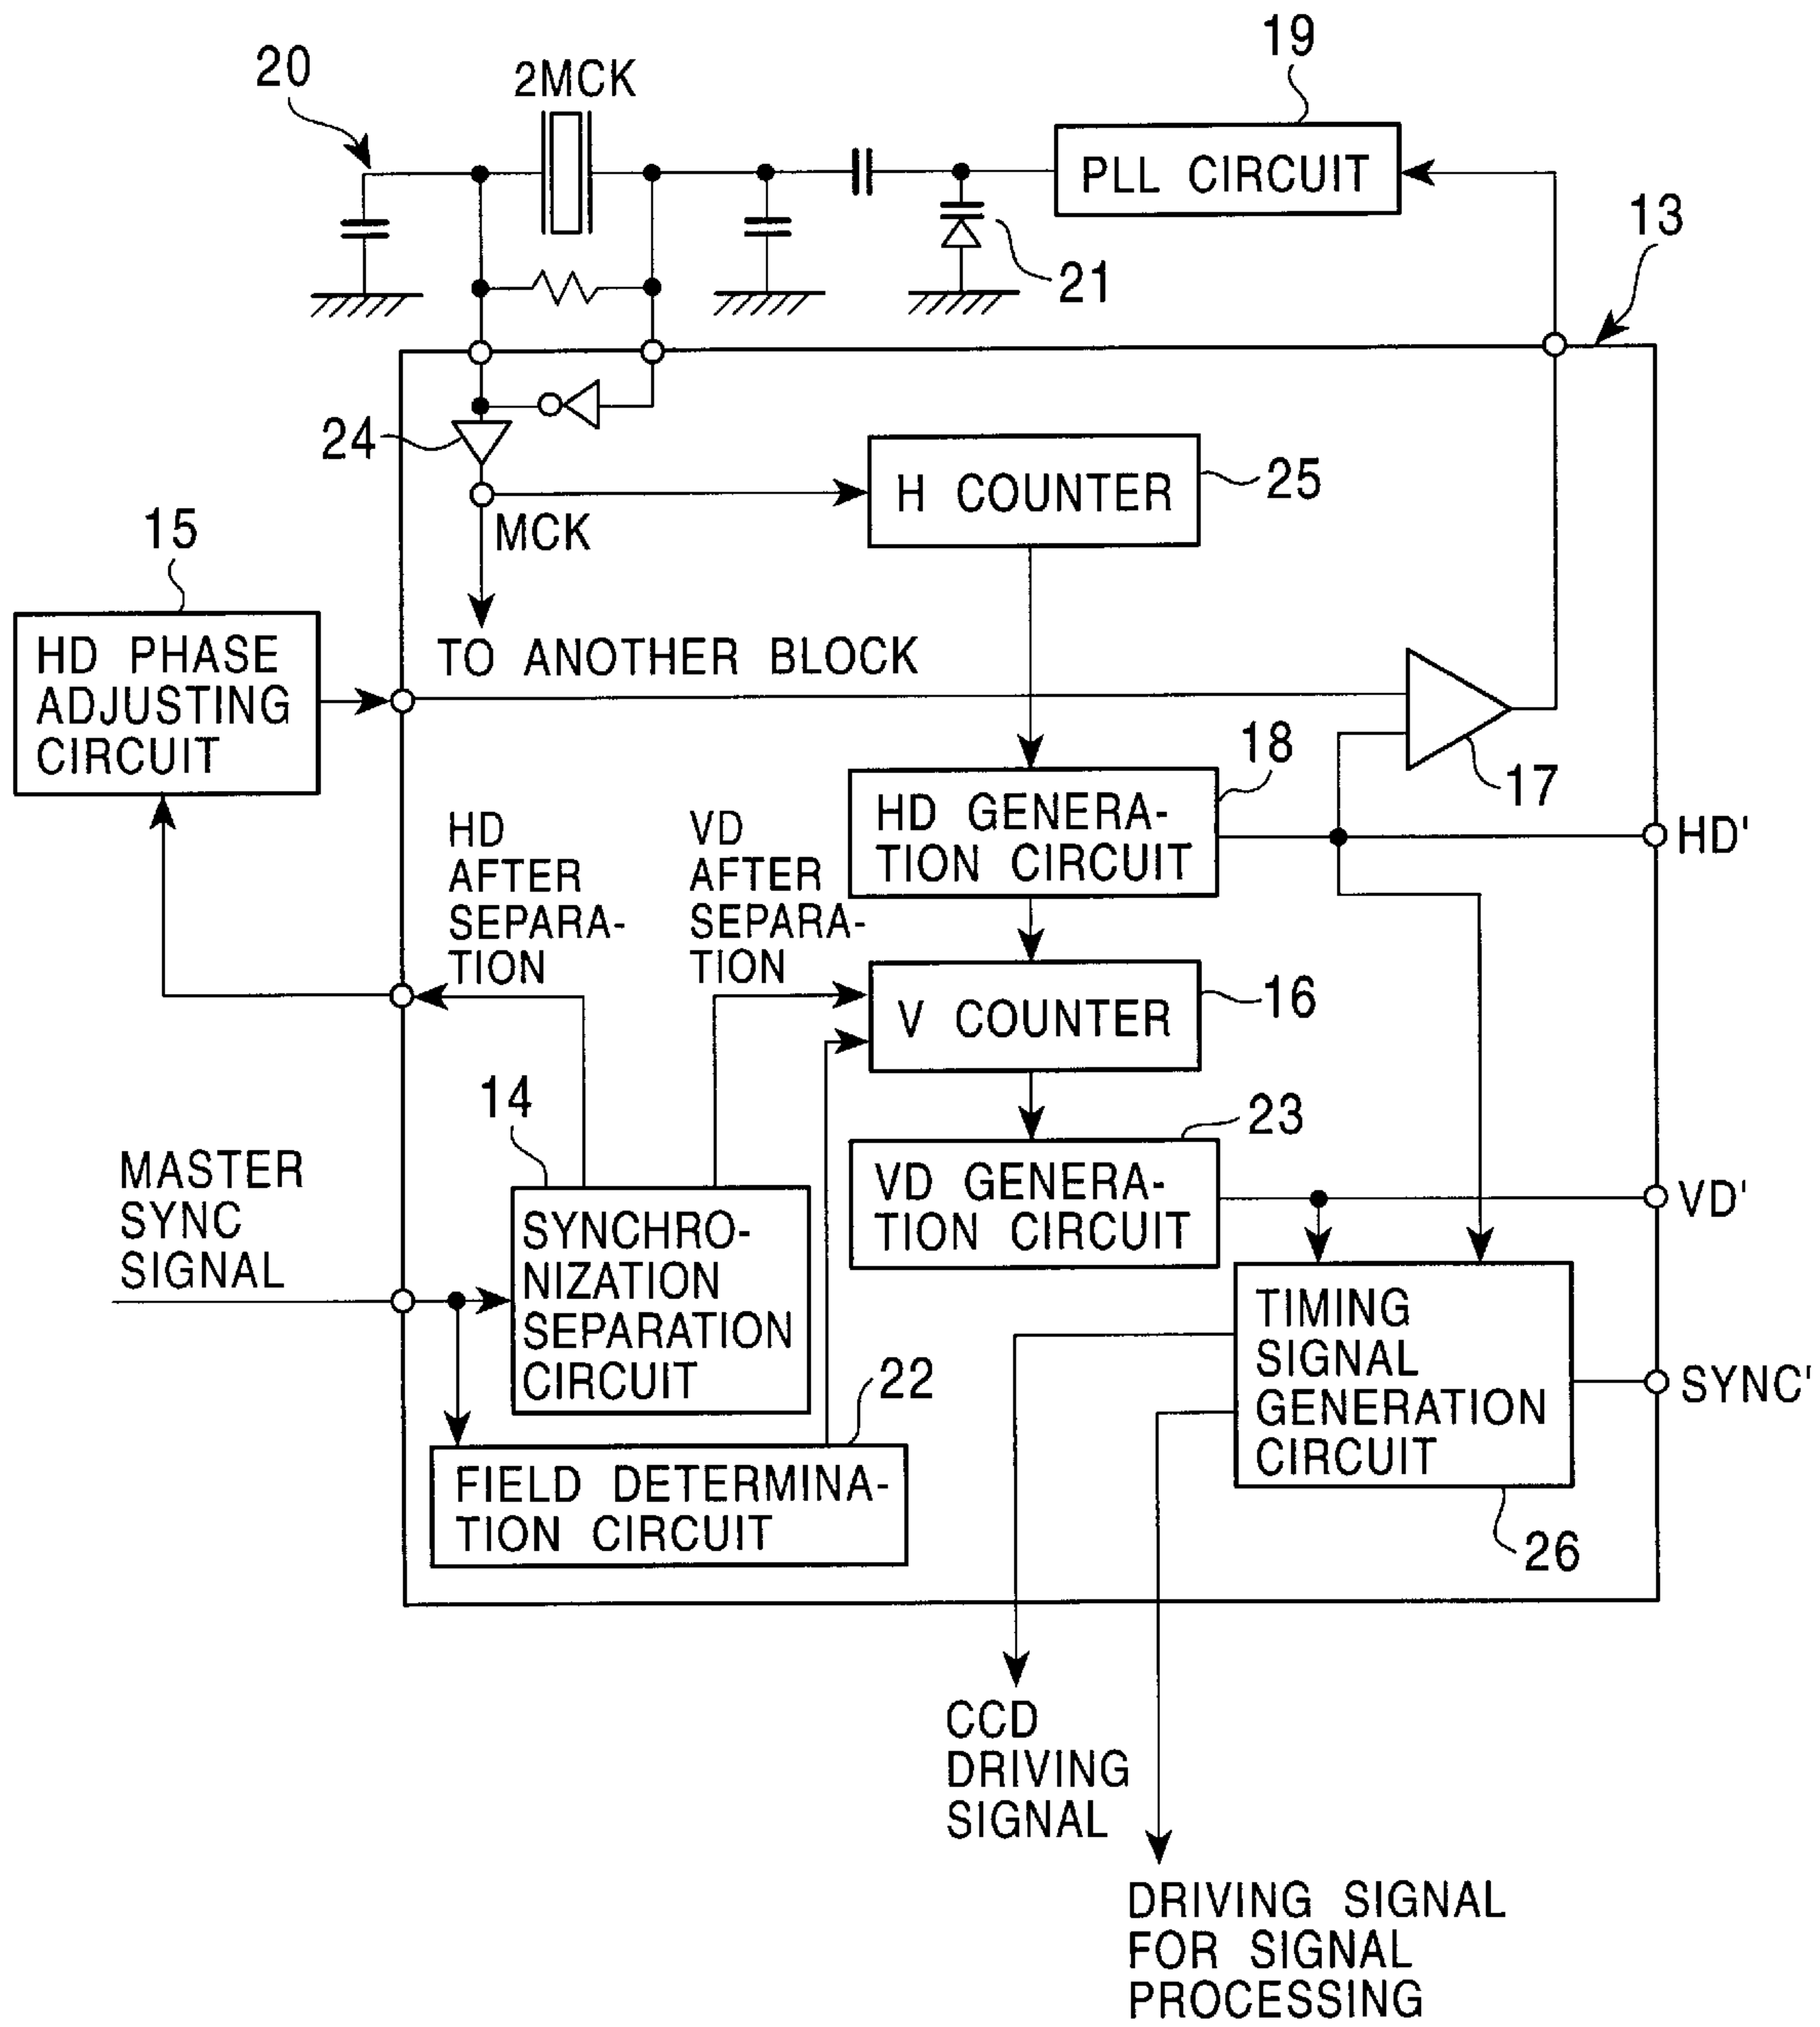 19
20
2MCK
PLL CIRCUIT
13
21
24
H COUNTER
25
MCK
15
HD PHASE
ADJUSTING
CIRCUIT
TO ANOTHER BLOCK
18
17
HD GENERA-
TION CIRCUIT
HD'
HD
AFTER
SEPARA-
TION
VD
AFTER
SEPARA-
TION
V COUNTER
16
14
23
MASTER
SYNC
SIGNAL
VD GENERA-
TION CIRCUIT
VD'
SYNCHRO-
NIZATION
SEPARATION
CIRCUIT
TIMING
SIGNAL
GENERATION
CIRCUIT
SYNC'
22
FIELD DETERMINA-
TION CIRCUIT
26
CCD
DRIVING
SIGNAL
DRIVING SIGNAL
FOR SIGNAL
PROCESSING